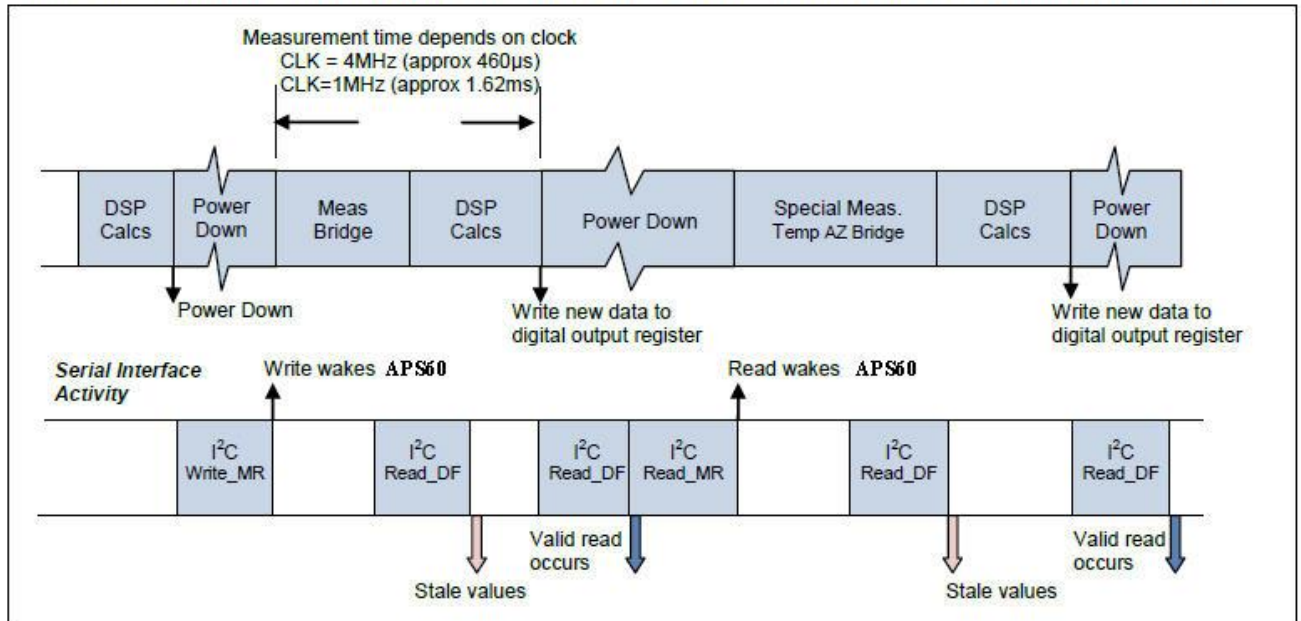 Measurement time depends on clock
CLK = 4MHz (approx 460µs)
CLK=1MHz (approx 1.62ms)
DSP
Calcs
Power
Down
Meas
Bridge
DSP
Calcs
Power Down
Special Meas.
Temp AZ Bridge
DSP
Calcs
Power
Down
Power Down
Write new data to
digital output register
Write new data to
digital output register
Serial Interface
Activity
Write wakes APS60
Read wakes APS60
I²C
Write_MR
I²C
Read_DF
I²C
Read_DF
I²C
Read_MR
I²C
Read_DF
I²C
Read_DF
Stale values
Valid read
occurs
Stale values
Valid read
occurs